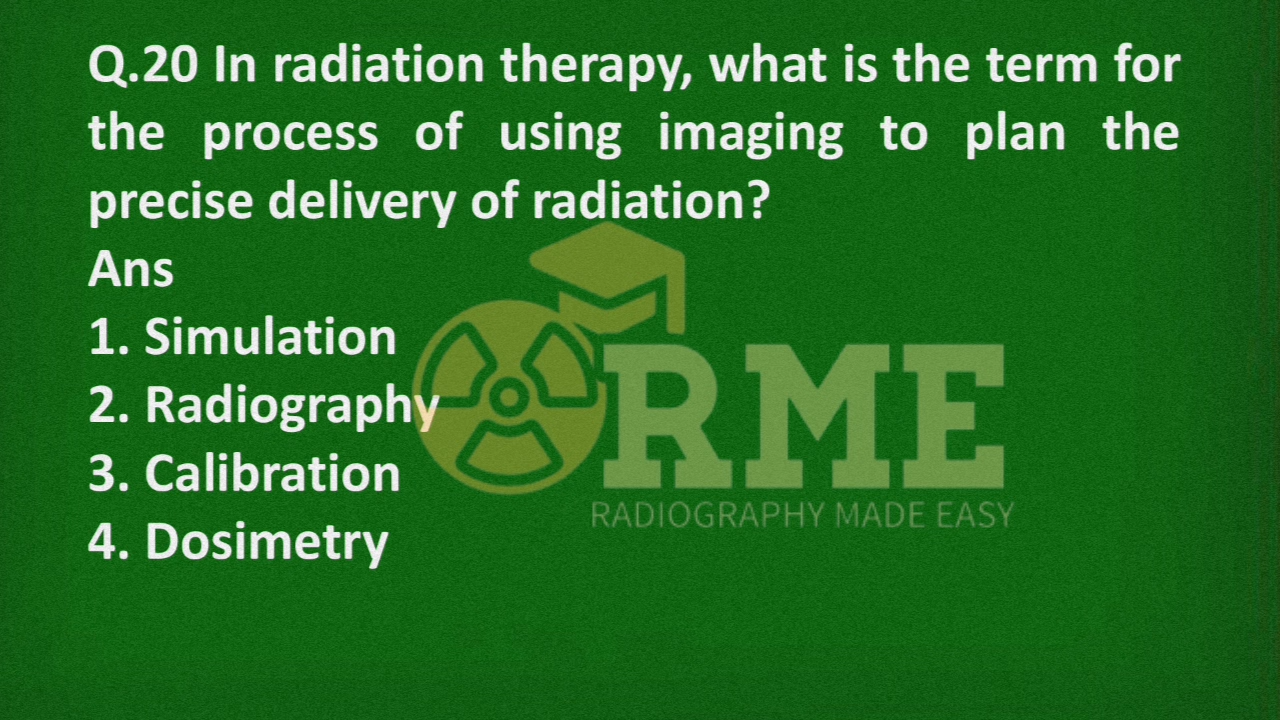 Q.20 In radiation therapy, what is the term for
the process of using imaging to plan the
precise delivery of radiation?
Ans
1. Simulation
2. Radiography
3. Calibration
4. Dosimetry
RME
RADIOGRAPHY MADE EASY